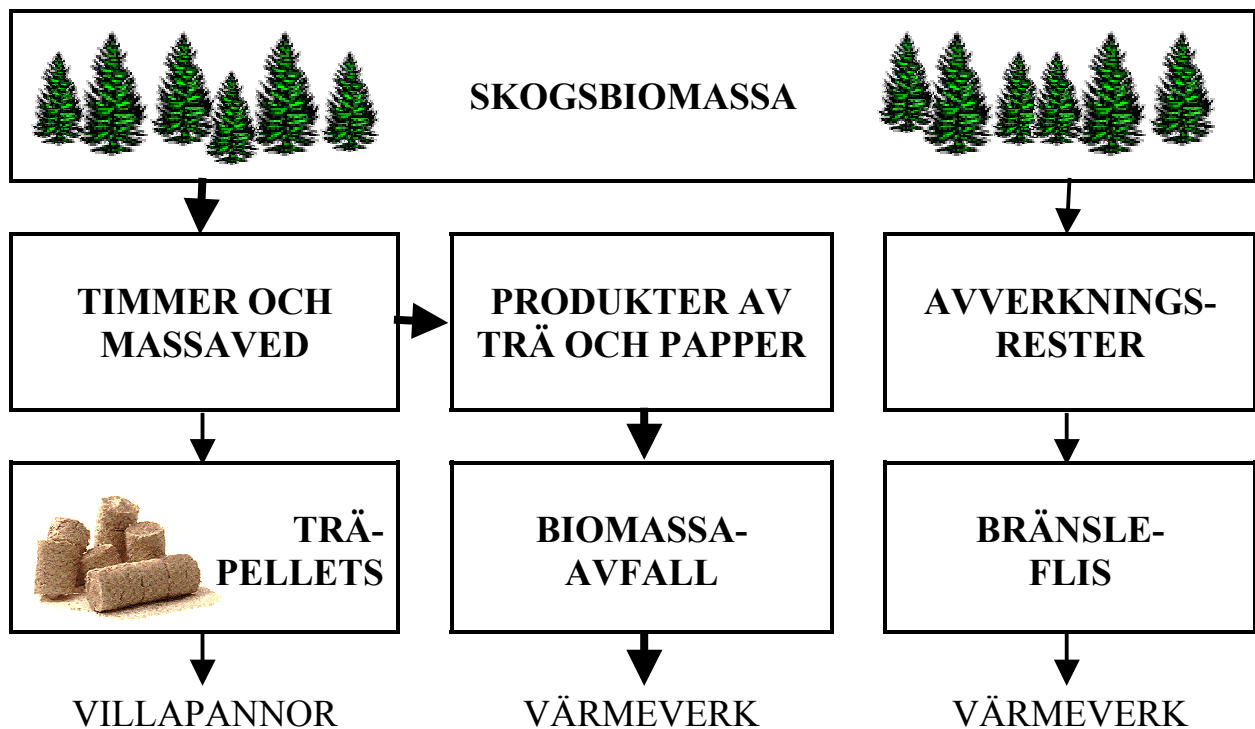 SKOGSBIOMASSA
TIMMER OCH
MASSAVED
PRODUKTER AV
TRÄ OCH PAPPER
AVVERKNINGS-
RESTER
TRÄ-
PELLETS
BIOMASSA-
AVFALL
BRÄNSLE-
FLIS
VILLAPANNOR
VÄRMEVERK
VÄRMEVERK